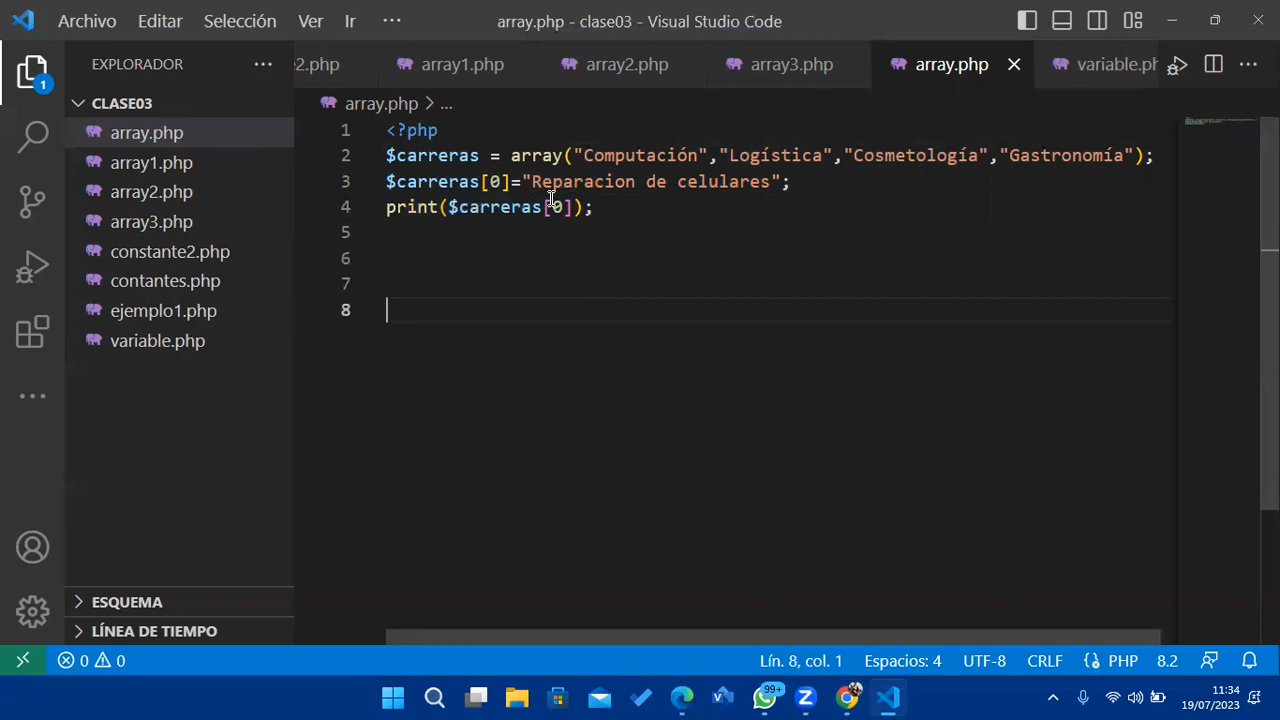 Archivo Editar Selección Ver Ir ··· array.php - clase03 - Visual Studio Code
EXPLORADOR ···
e2.php array1.php array2.php array3.php array.php variable.ph ···
1
CLASE03
array.php
array1.php
array2.php
array3.php
constante2.php
contantes.php
ejemplo1.php
variable.php
ESQUEMA
LÍNEA DE TIEMPO
array.php > ...
1 <?php
2 $carreras = array("Computación","Logística","Cosmetología","Gastronomía");
3 $carreras[0]="Reparacion de celulares";
4 print($carreras[0]);
5
6
7
8
0 0 Lín. 8, col. 1 Espacios: 4 UTF-8 CRLF {} PHP 8.2
99+
11:34
19/07/2023